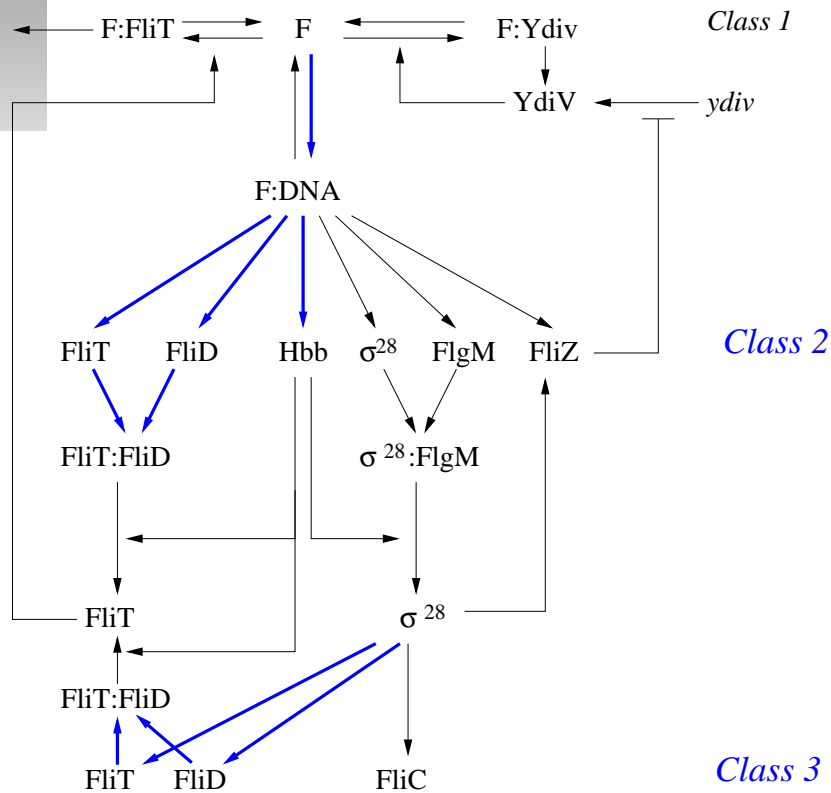 F:FliT F F:Ydiv Class 1
YdiV ydiv
F:DNA
FliT FliD Hbb σ28 FlgM FliZ Class 2
FliT:FliD σ 28:FlgM
FliT σ 28
FliT:FliD
FliT FliD FliC Class 3